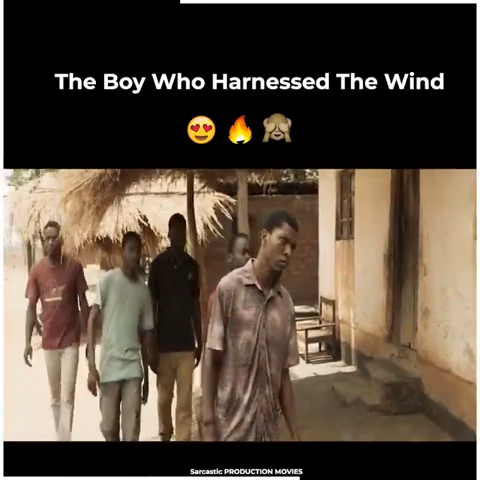 The Boy Who Harnessed The Wind
😍🔥🙈
Sarcastic PRODUCTION MOVIES